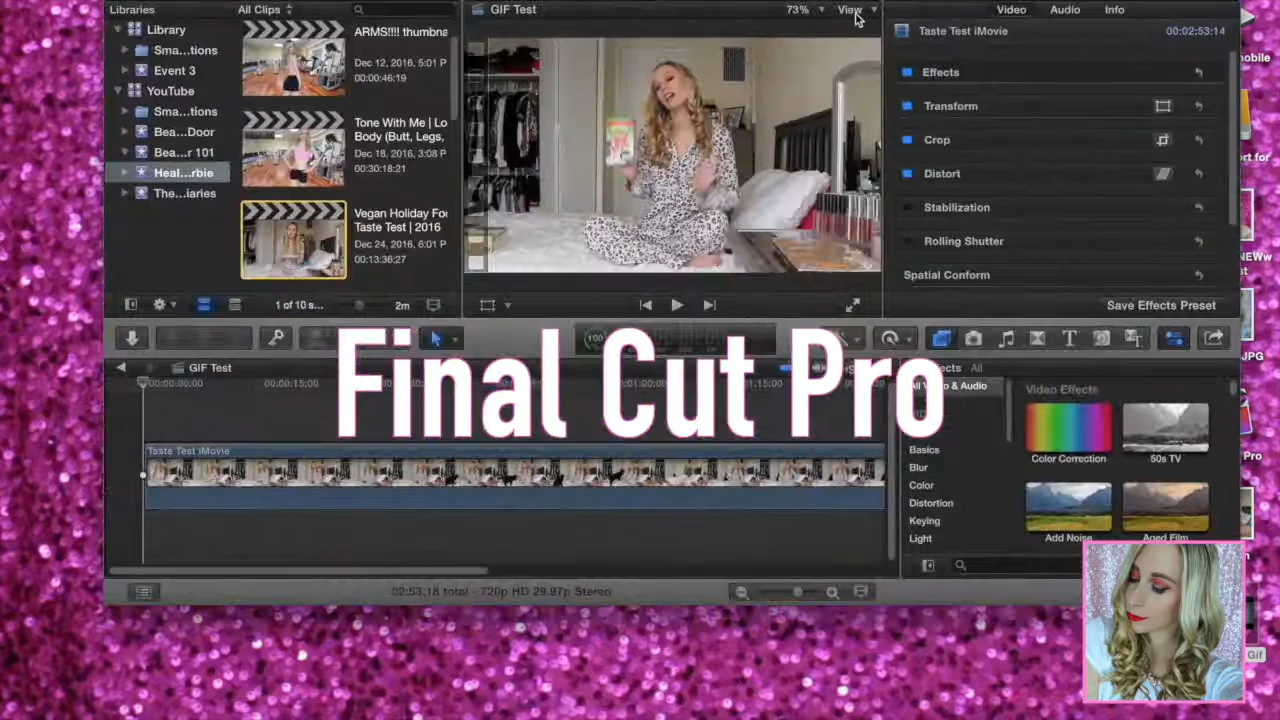 Libraries
All Clips
GIF Test
73%
View
Video
Audio
Info
Library
Sma...tions
Event 3
YouTube
Sma...tions
Bea...Door
Bea...r 101
Heal...rbie
The...iaries
ARMS!!!! thumbna
Dec 12, 2016, 5:01 P
00:00:46:19
Tone With Me | Lo
Body (Butt, Legs,
Dec 18, 2016, 3:08 P
00:30:18:21
Vegan Holiday Foo
Taste Test | 2016
Dec 24, 2016, 6:01 P
00:13:36:27
1 of 10 s...
2m
Taste Test iMovie
00:02:53:14
Effects
Transform
Crop
Distort
Stabilization
Rolling Shutter
Spatial Conform
Save Effects Preset
100
Final Cut Pro
GIF Test
00:00:00:00
00:00:15:00
Taste Test iMovie
All
All Video & Audio
Basics
Blur
Color
Distortion
Keying
Light
Video Effects
Color Correction
50s TV
Add Noise
Aged Film
02:53:18 total - 720p HD 29.97p Stereo
JPG
Pro
Gif